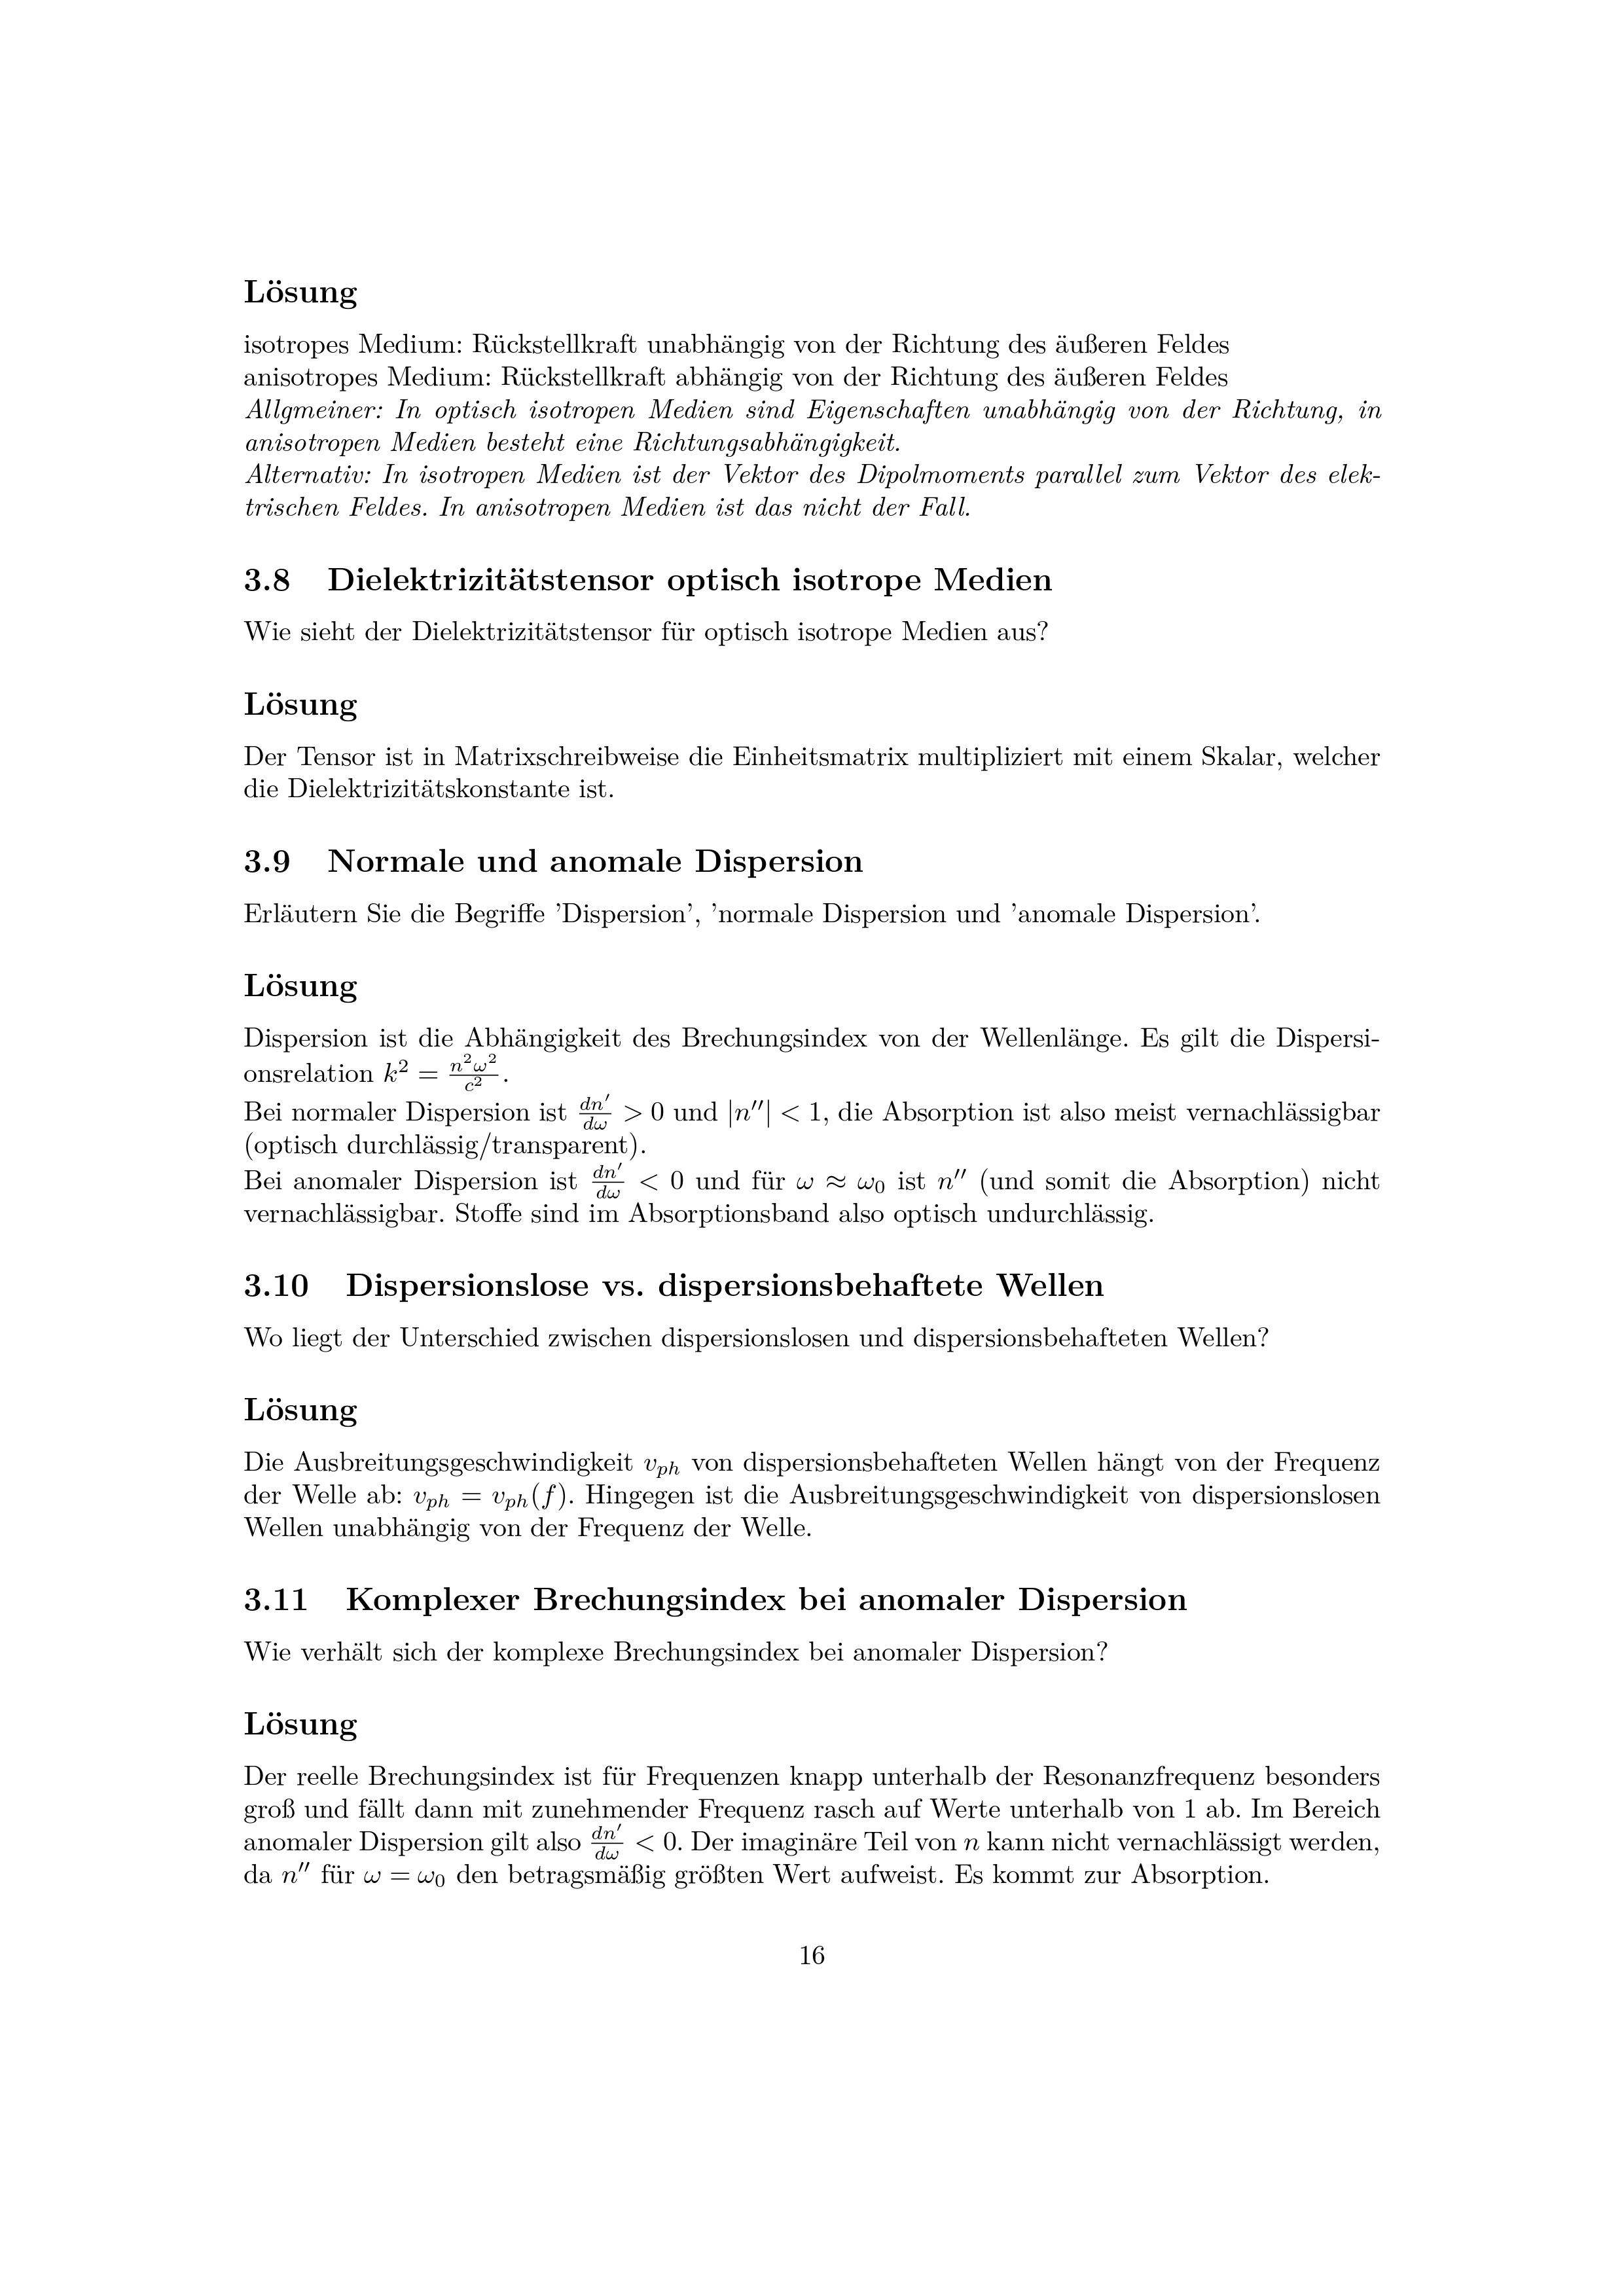 Lösung
isotropes Medium: Rückstellkraft unabhängig von der Richtung des äußeren Feldes
anisotropes Medium: Rückstellkraft abhängig von der Richtung des äußeren Feldes
Allgmeiner: In optisch isotropen Medien sind Eigenschaften unabhängig von der Richtung, in
anisotropen Medien besteht eine Richtungsabhängigkeit.
Alternativ: In isotropen Medien ist der Vektor des Dipolmoments parallel zum Vektor des elek-
trischen Feldes. In anisotropen Medien ist das nicht der Fall.
3.8 Dielektrizitätstensor optisch isotrope Medien
Wie sieht der Dielektrizitätstensor für optisch isotrope Medien aus?
Lösung
Der Tensor ist in Matrixschreibweise die Einheitsmatrix multipliziert mit einem Skalar, welcher
die Dielektrizitätskonstante ist.
3.9 Normale und anomale Dispersion
Erläutern Sie die Begriffe ’Dispersion’, ’normale Dispersion und ’anomale Dispersion’.
Lösung
Dispersion ist die Abhängigkeit des Brechungsindex von der Wellenlänge. Es gilt die Dispersi-
onsrelation $k^2 = \frac{n^2\omega^2}{c^2}$.
Bei normaler Dispersion ist $\frac{dn'}{d\omega} > 0$ und $|n''| < 1$, die Absorption ist also meist vernachlässigbar
(optisch durchlässig/transparent).
Bei anomaler Dispersion ist $\frac{dn'}{d\omega} < 0$ und für $\omega \approx \omega_0$ ist $n''$ (und somit die Absorption) nicht
vernachlässigbar. Stoffe sind im Absorptionsband also optisch undurchlässig.
3.10 Dispersionslose vs. dispersionsbehaftete Wellen
Wo liegt der Unterschied zwischen dispersionslosen und dispersionsbehafteten Wellen?
Lösung
Die Ausbreitungsgeschwindigkeit $v_{ph}$ von dispersionsbehafteten Wellen hängt von der Frequenz
der Welle ab: $v_{ph} = v_{ph}(f)$. Hingegen ist die Ausbreitungsgeschwindigkeit von dispersionslosen
Wellen unabhängig von der Frequenz der Welle.
3.11 Komplexer Brechungsindex bei anomaler Dispersion
Wie verhält sich der komplexe Brechungsindex bei anomaler Dispersion?
Lösung
Der reelle Brechungsindex ist für Frequenzen knapp unterhalb der Resonanzfrequenz besonders
groß und fällt dann mit zunehmender Frequenz rasch auf Werte unterhalb von 1 ab. Im Bereich
anomaler Dispersion gilt also $\frac{dn'}{d\omega} < 0$. Der imaginäre Teil von $n$ kann nicht vernachlässigt werden,
da $n''$ für $\omega = \omega_0$ den betragsmäßig größten Wert aufweist. Es kommt zur Absorption.
16